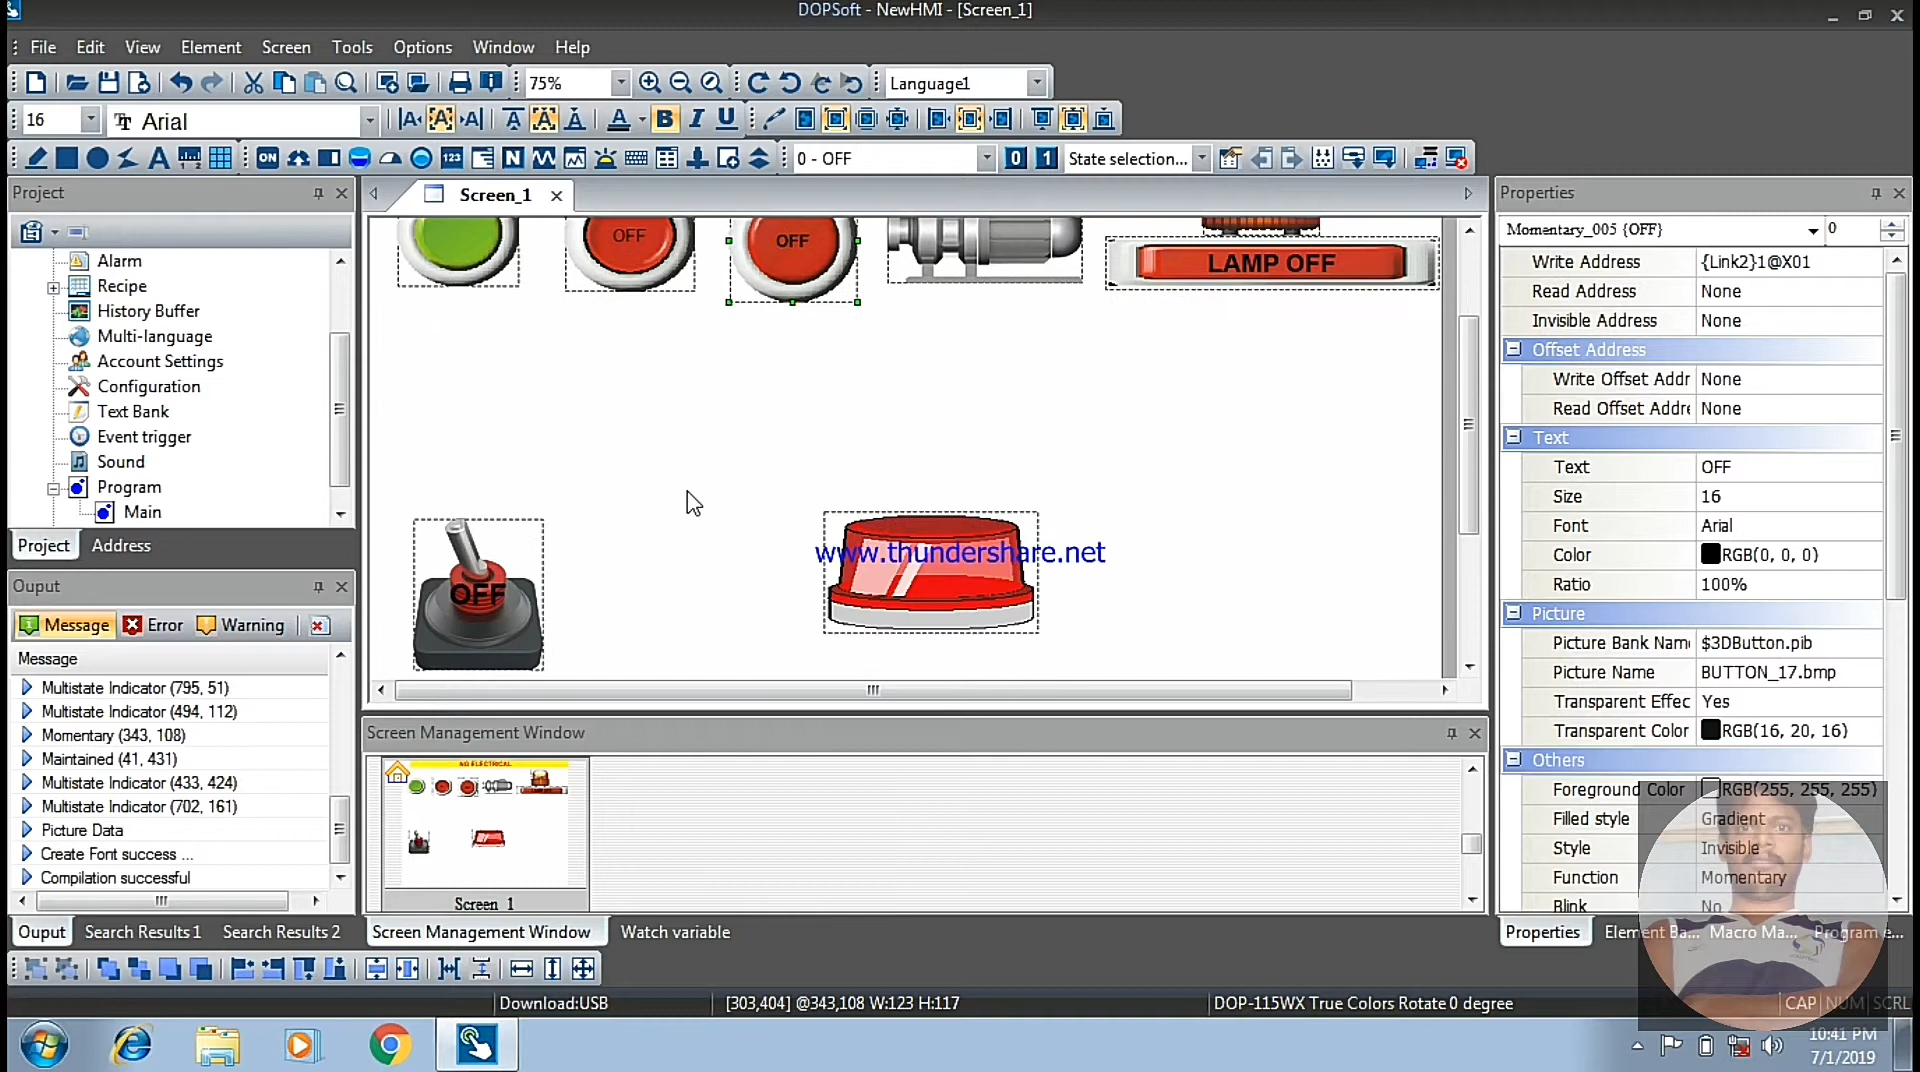 DOPSoft - NewHMI - [Screen_1]
File Edit View Element Screen Tools Options Window Help
75% Language1
16 Arial
0 - OFF State selection...
Project
Alarm
Recipe
History Buffer
Multi-language
Account Settings
Configuration
Text Bank
Event trigger
Sound
Program
Main
Project Address
Ouput
Message Error Warning
Message
Multistate Indicator (795, 51)
Multistate Indicator (494, 112)
Momentary (343, 108)
Maintained (41, 431)
Multistate Indicator (433, 424)
Multistate Indicator (702, 161)
Picture Data
Create Font success ...
Compilation successful
Ouput Search Results 1 Search Results 2
Screen_1
OFF
OFF
LAMP OFF
OFF
www.thundershare.net
Screen Management Window
NG ELECTRICAL
Screen_1
Screen Management Window Watch variable
Properties
Momentary_005 {OFF} 0
Write Address {Link2}1@X01
Read Address None
Invisible Address None
Offset Address
Write Offset Addr None
Read Offset Addre None
Text
Text OFF
Size 16
Font Arial
Color RGB(0, 0, 0)
Ratio 100%
Picture
Picture Bank Nam $3DButton.pib
Picture Name BUTTON_17.bmp
Transparent Effec Yes
Transparent Color RGB(16, 20, 16)
Others
Foreground Color RGB(255, 255, 255)
Filled style Gradient
Style Invisible
Function Momentary
Blink No
Properties Element Ba... Macro Ma... Program e...
Download:USB [303,404] @343,108 W:123 H:117 DOP-115WX True Colors Rotate 0 degree CAP NUM SCRL
10:41 PM
7/1/2019